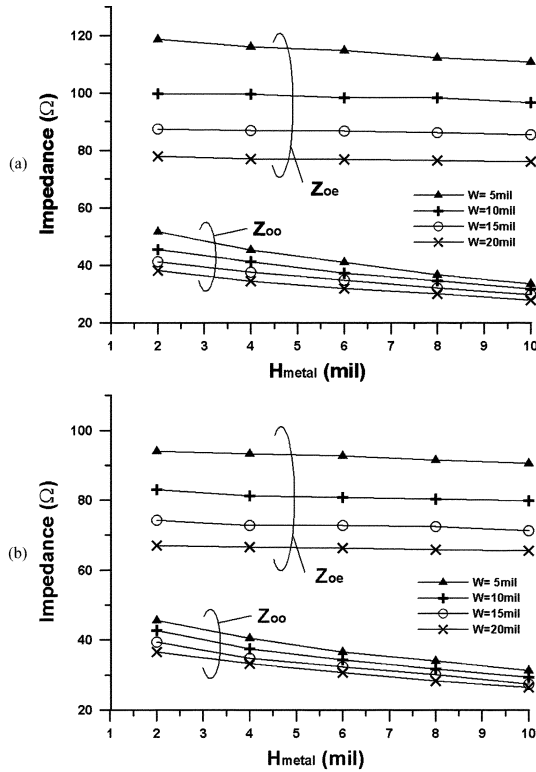 (a)
Impedance (Ω)
120
100
80
60
40
20
Zoe
Zoo
W= 5mil
W=10mil
W=15mil
W=20mil
1 2 3 4 5 6 7 8 9 10
Hmetal (mil)
(b)
Impedance (Ω)
100
80
60
40
20
Zoe
Zoo
W= 5mil
W=10mil
W=15mil
W=20mil
1 2 3 4 5 6 7 8 9 10
Hmetal (mil)